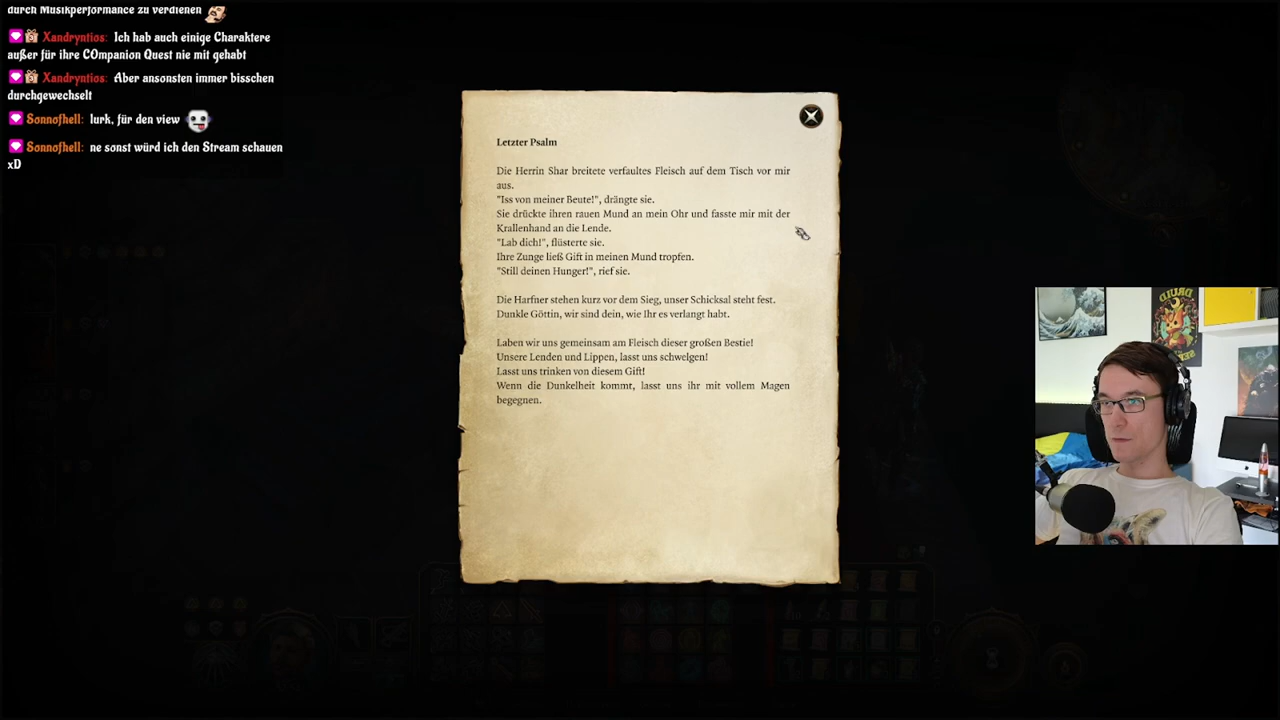 durch Musikperformance zu verdienen
Xandryntios: Ich hab auch einige Charaktere
außer für ihre COmpanion Quest nie mit gehabt
Xandryntios: Aber ansonsten immer bisschen
durchgewechselt
Sonnofhell: lurk, für den view
Sonnofhell: ne sonst würd ich den Stream schauen
xD
Letzter Psalm
Die Herrin Shar breitete verfaultes Fleisch auf dem Tisch vor mir
aus.
"Iss von meiner Beute!", drängte sie.
Sie drückte ihren rauen Mund an mein Ohr und fasste mir mit der
Krallenhand an die Lende.
"Lab dich!", flüsterte sie.
Ihre Zunge ließ Gift in meinen Mund tropfen.
"Still deinen Hunger!", rief sie.
Die Harfner stehen kurz vor dem Sieg, unser Schicksal steht fest.
Dunkle Göttin, wir sind dein, wie Ihr es verlangt habt.
Laben wir uns gemeinsam am Fleisch dieser großen Bestie!
Unsere Lenden und Lippen, lasst uns schwelgen!
Lasst uns trinken von diesem Gift!
Wenn die Dunkelheit kommt, lasst uns ihr mit vollem Magen
begegnen.
DRUID